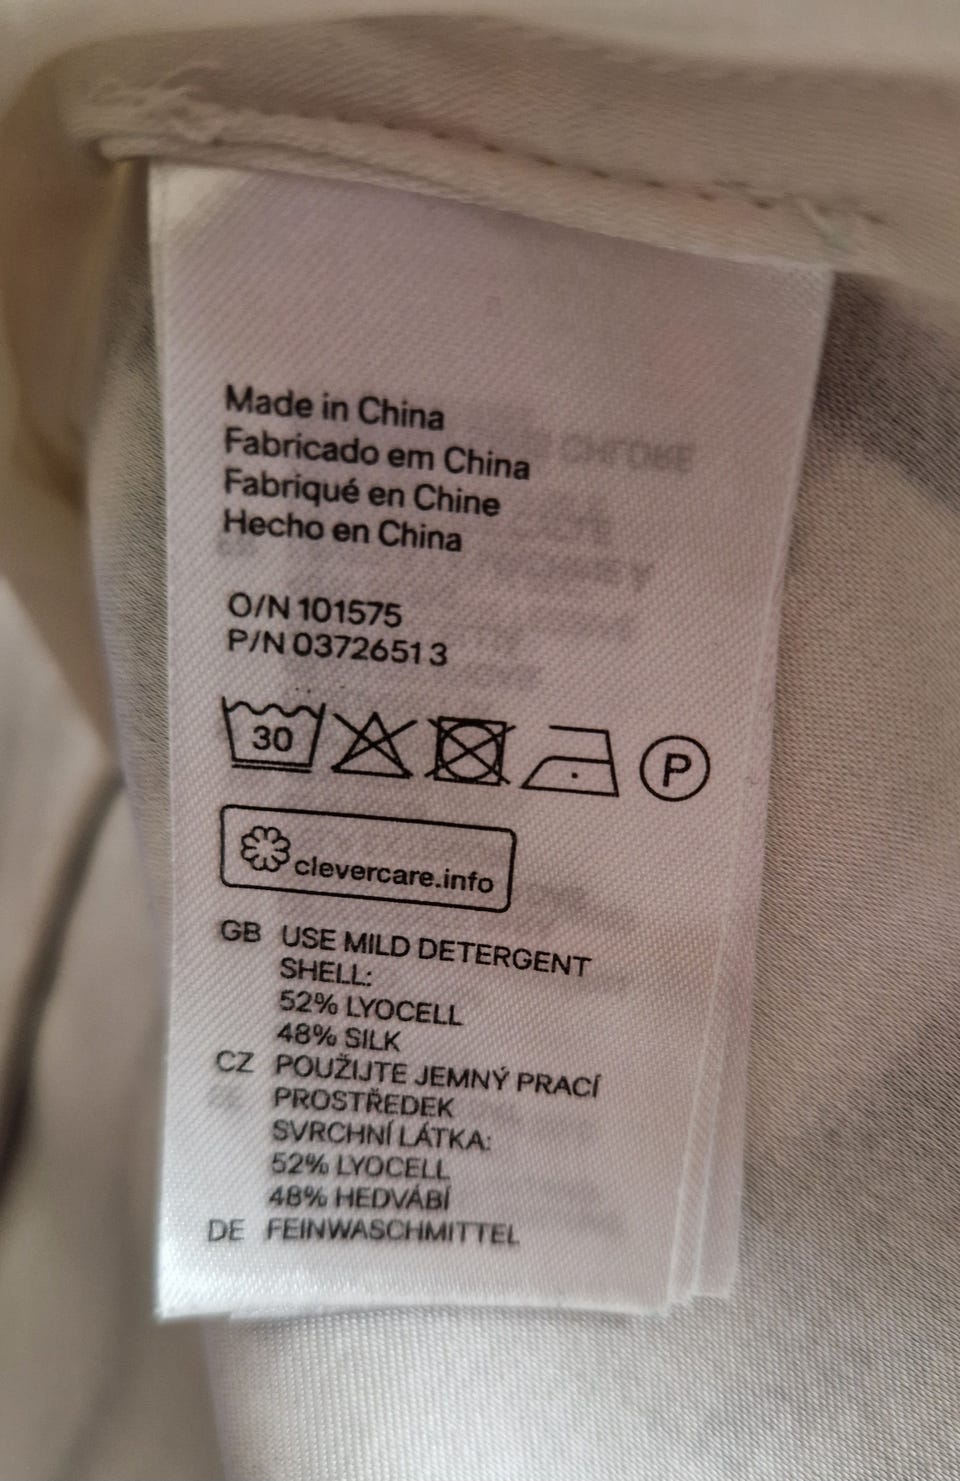 Made in China
Fabricado em China
Fabriqué en Chine
Hecho en China
O/N 101575
P/N 03726513
30
P
clevercare.info
GB USE MILD DETERGENT
SHELL:
52% LYOCELL
48% SILK
CZ POUŽIJTE JEMNÝ PRACÍ
PROSTŘEDEK
SVRCHNÍ LÁTKA:
52% LYOCELL
48% HEDVÁBÍ
DE FEINWASCHMITTEL